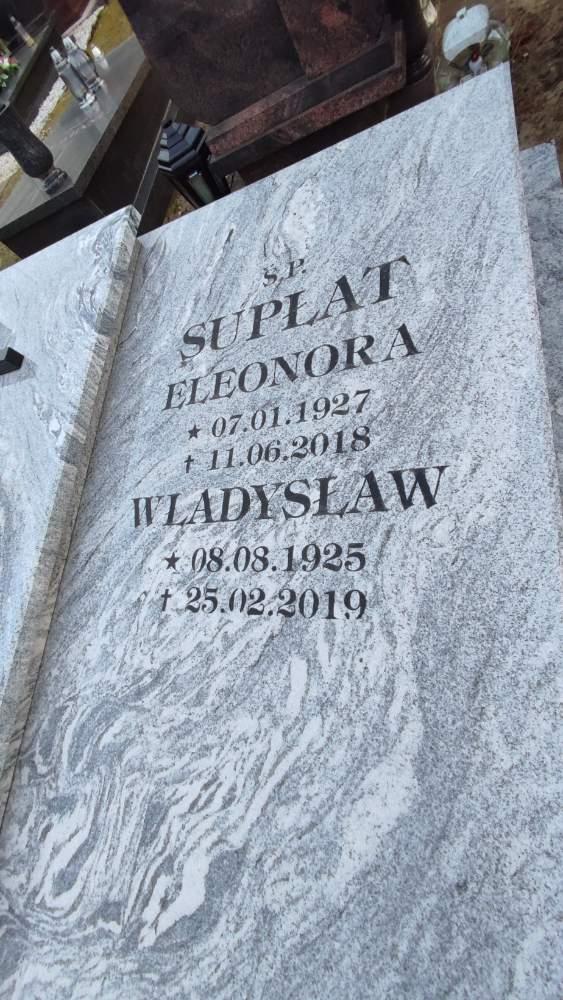 Ś.P.
SUPŁAT
ELEONORA
★ 07.01.1927
† 11.06.2018
WŁADYSŁAW
★ 08.08.1925
† 25.02.2019